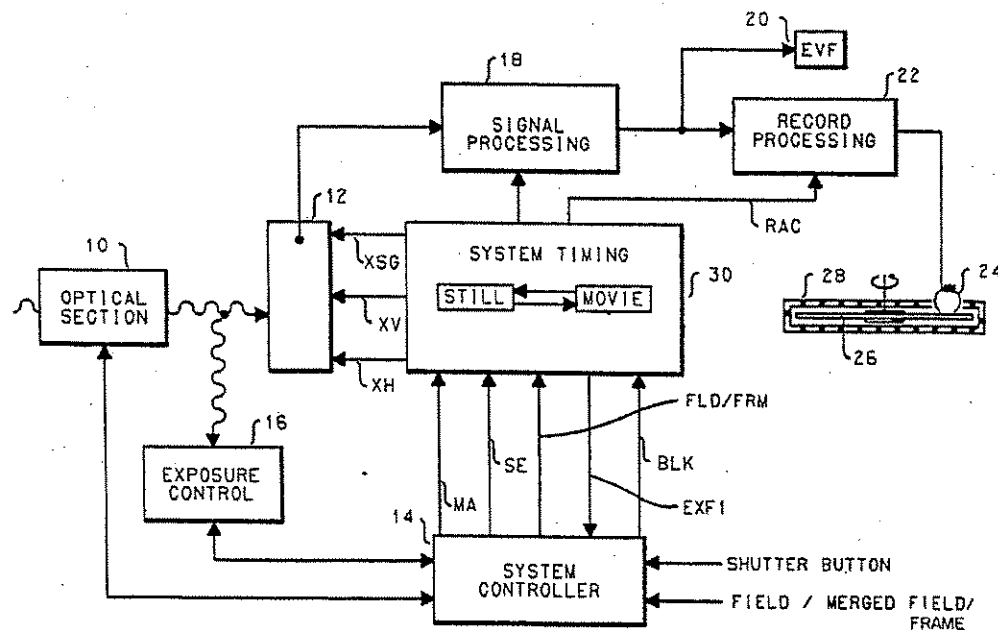 20
EVF
18
SIGNAL
PROCESSING
22
RECORD
PROCESSING
12
RAC
10
OPTICAL
SECTION
XSG
XV
XH
SYSTEM TIMING
STILL
MOVIE
30
28
24
26
FLD/FRM
16
EXPOSURE
CONTROL
MA
SE
BLK
EXF1
14
SYSTEM
CONTROLLER
SHUTTER BUTTON
FIELD / MERGED FIELD/
FRAME